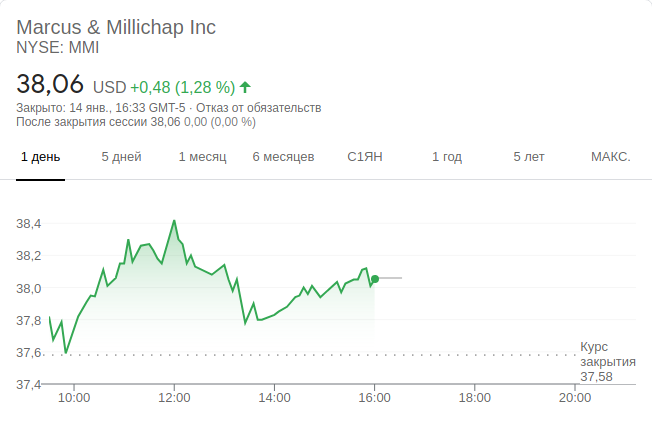 Marcus & Millichap Inc
NYSE: MMI
38,06 USD +0,48 (1,28 %)
Закрыто: 14 янв., 16:33 GMT-5 · Отказ от обязательств
После закрытия сессии 38,06 0,00 (0,00 %)
1 день 5 дней 1 месяц 6 месяцев С1ЯН 1 год 5 лет МАКС.
38,4
38,2
38,0
37,8
37,6
37,4
Курс
закрытия
37,58
10:00 12:00 14:00 16:00 18:00 20:00